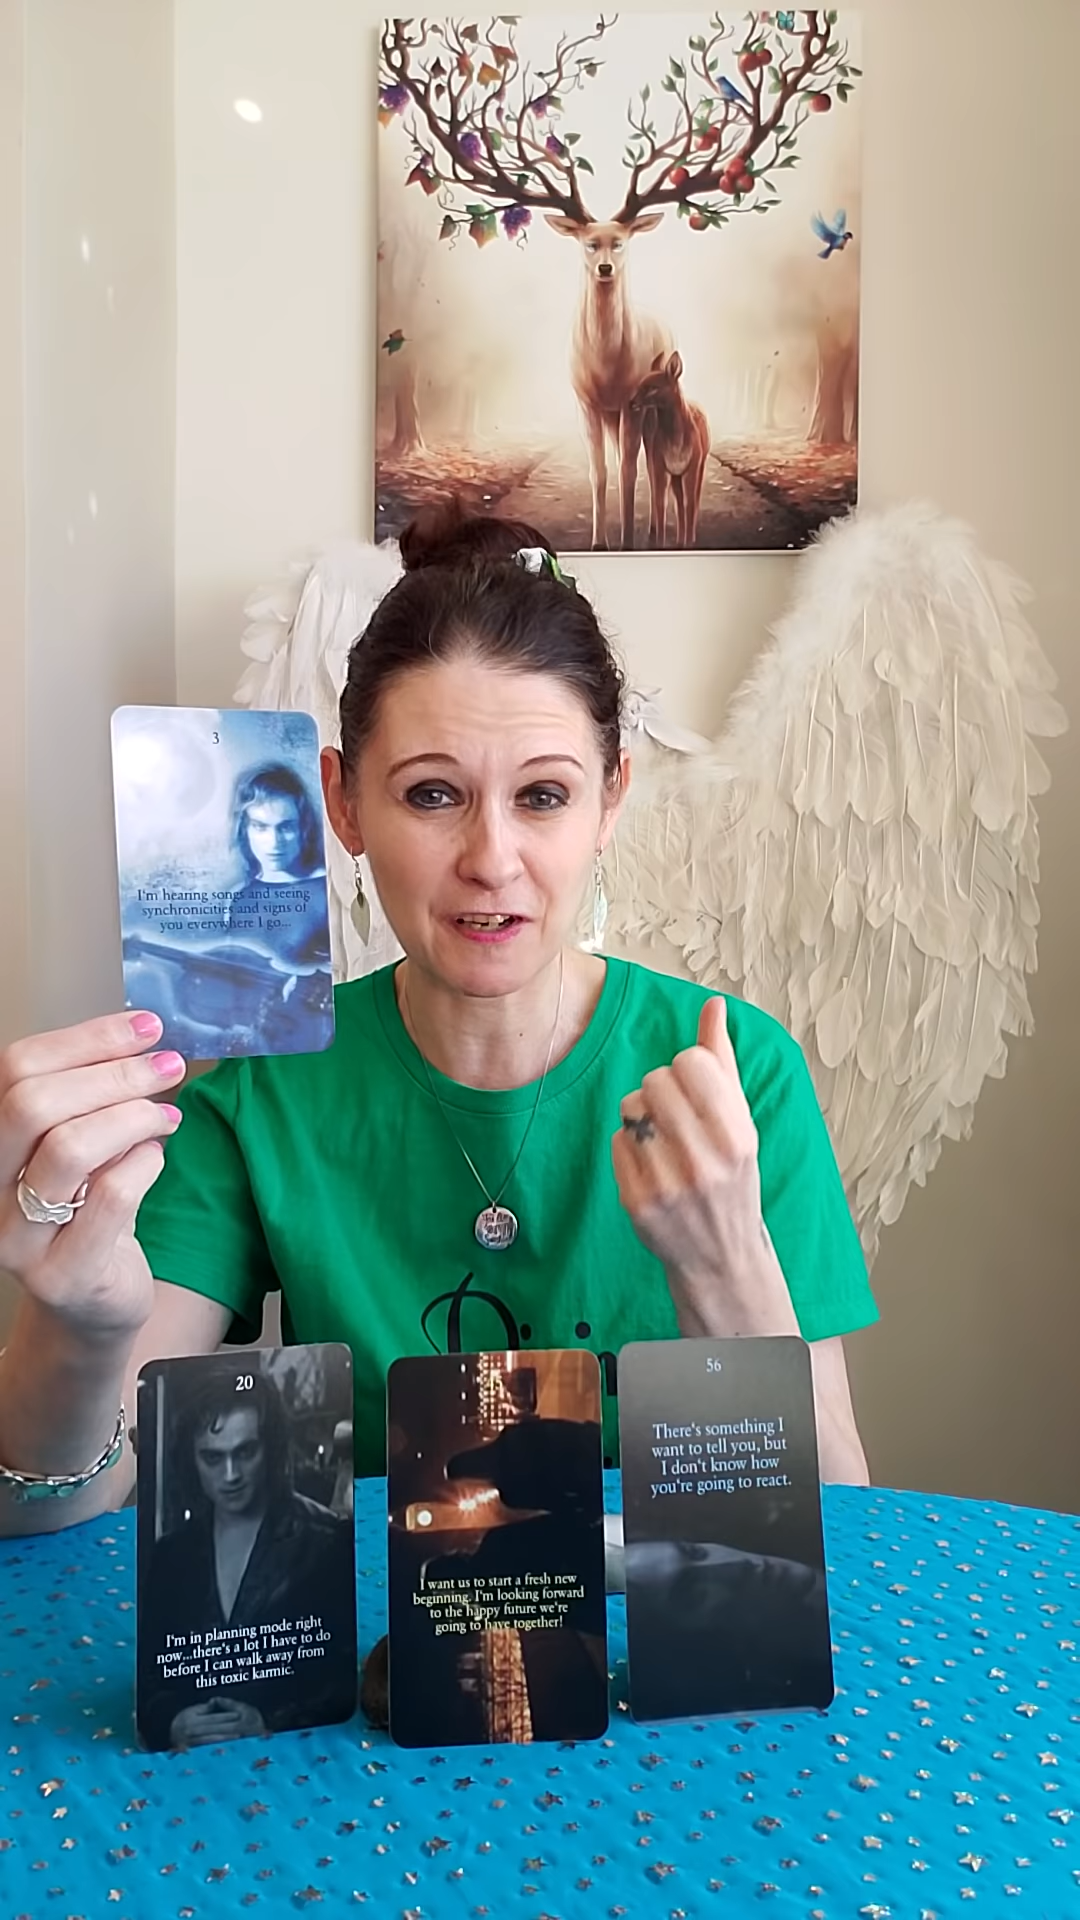 3
I'm hearing songs and seeing
synchronicities and signs of
you everywhere I go...
20
I'm in planning mode right
now...there's a lot I have to do
before I can walk away from
this toxic karmic.
I want us to start a fresh new
beginning. I'm looking forward
to the happy future we're
going to have together!
56
There's something I
want to tell you, but
I don't know how
you're going to react.